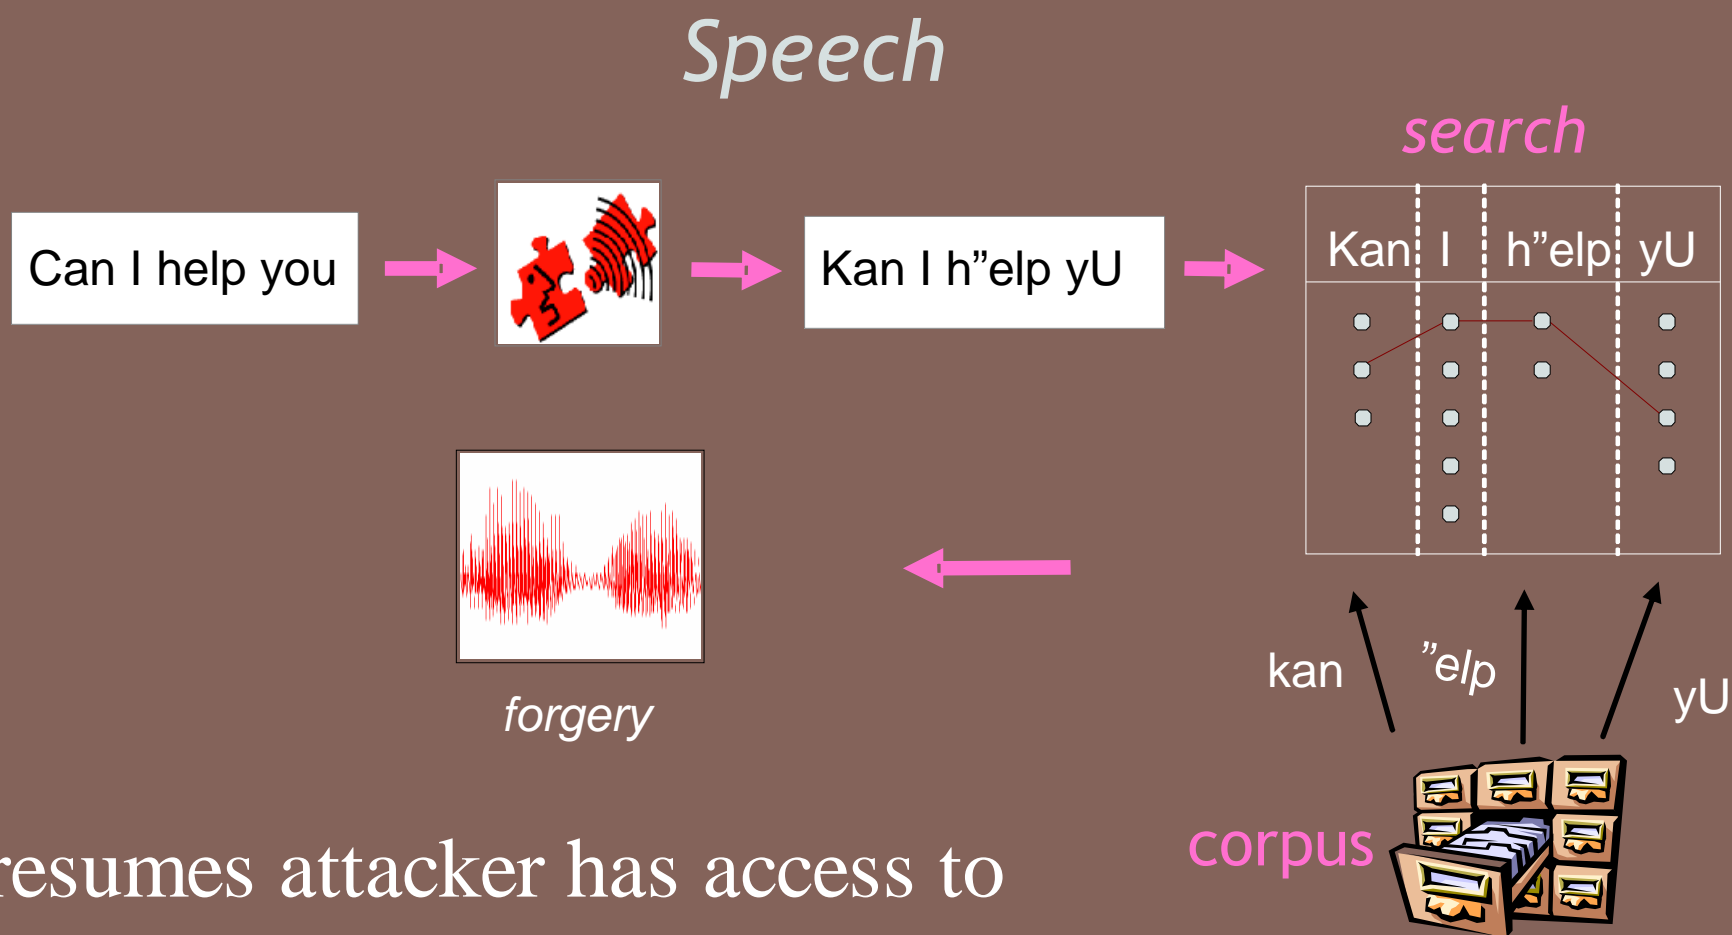 Speech
search
Can I help you
Kan I h”elp yU
Kan I h”elp yU
kan ”elp yU
forgery
corpus
resumes attacker has access to